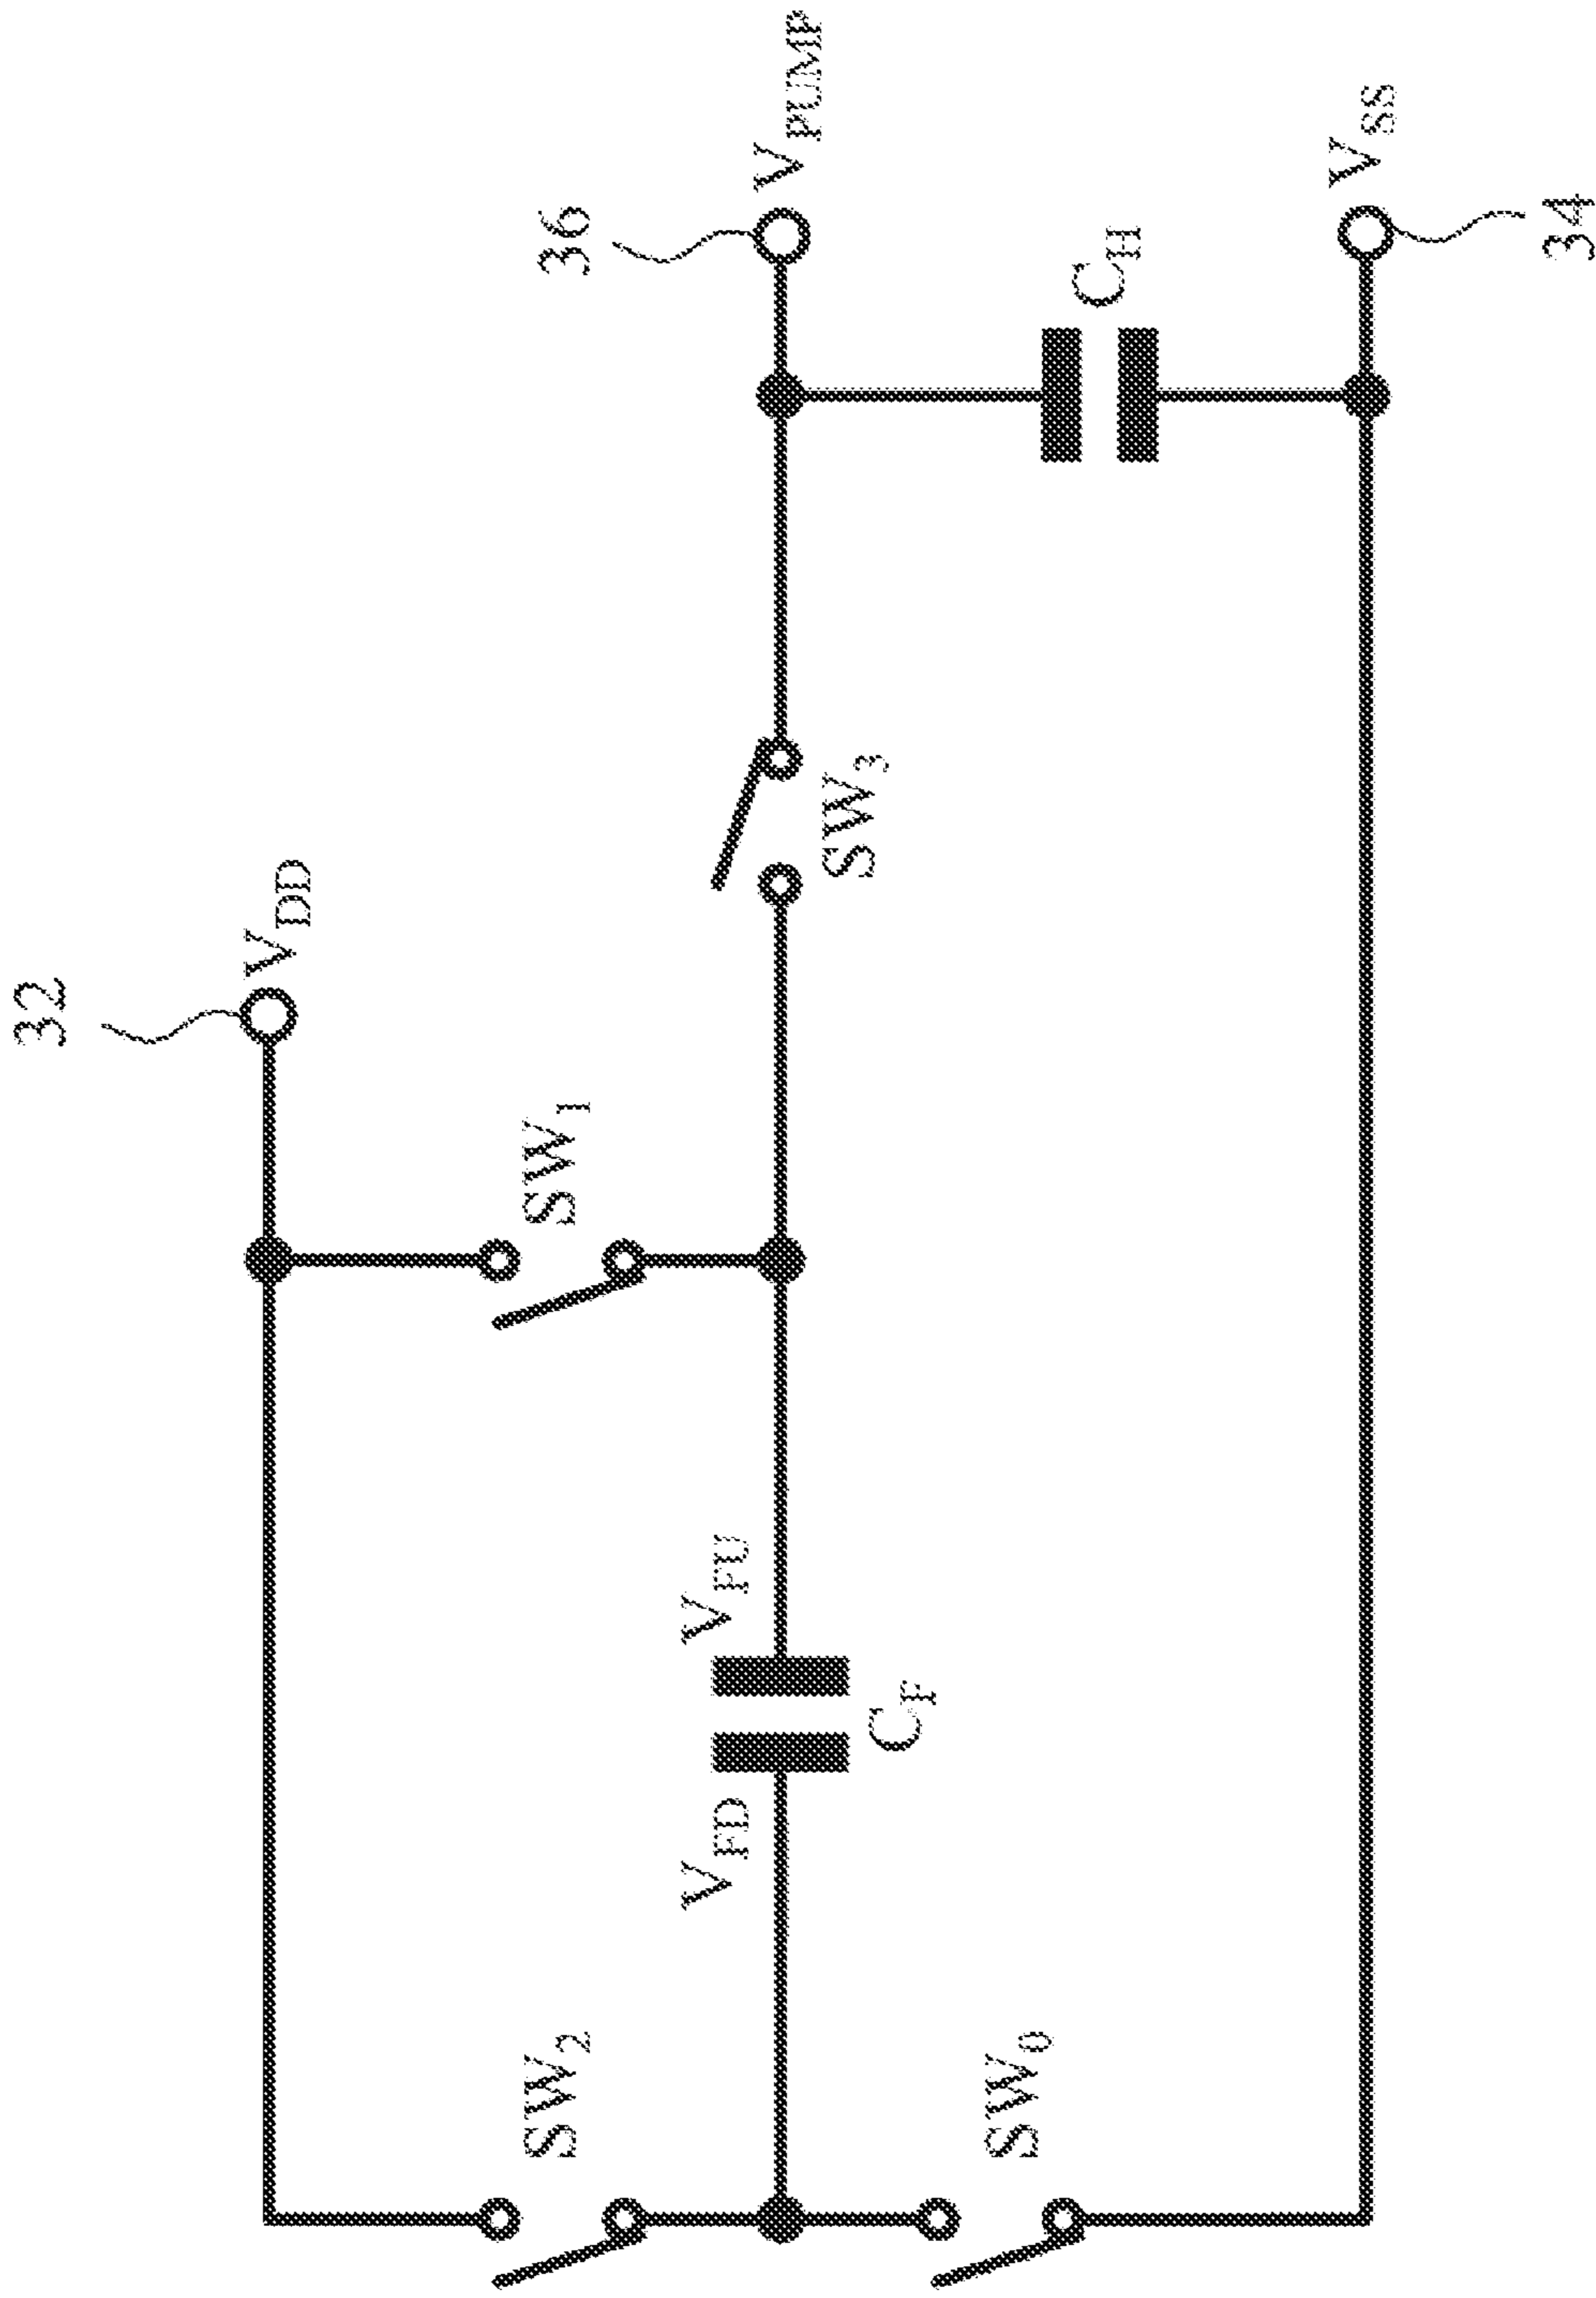 32
V_DD
36
V_PUMP
SW_2
SW_1
V_FD
V_FU
C_F
SW_3
SW_0
C_H
V_SS
34